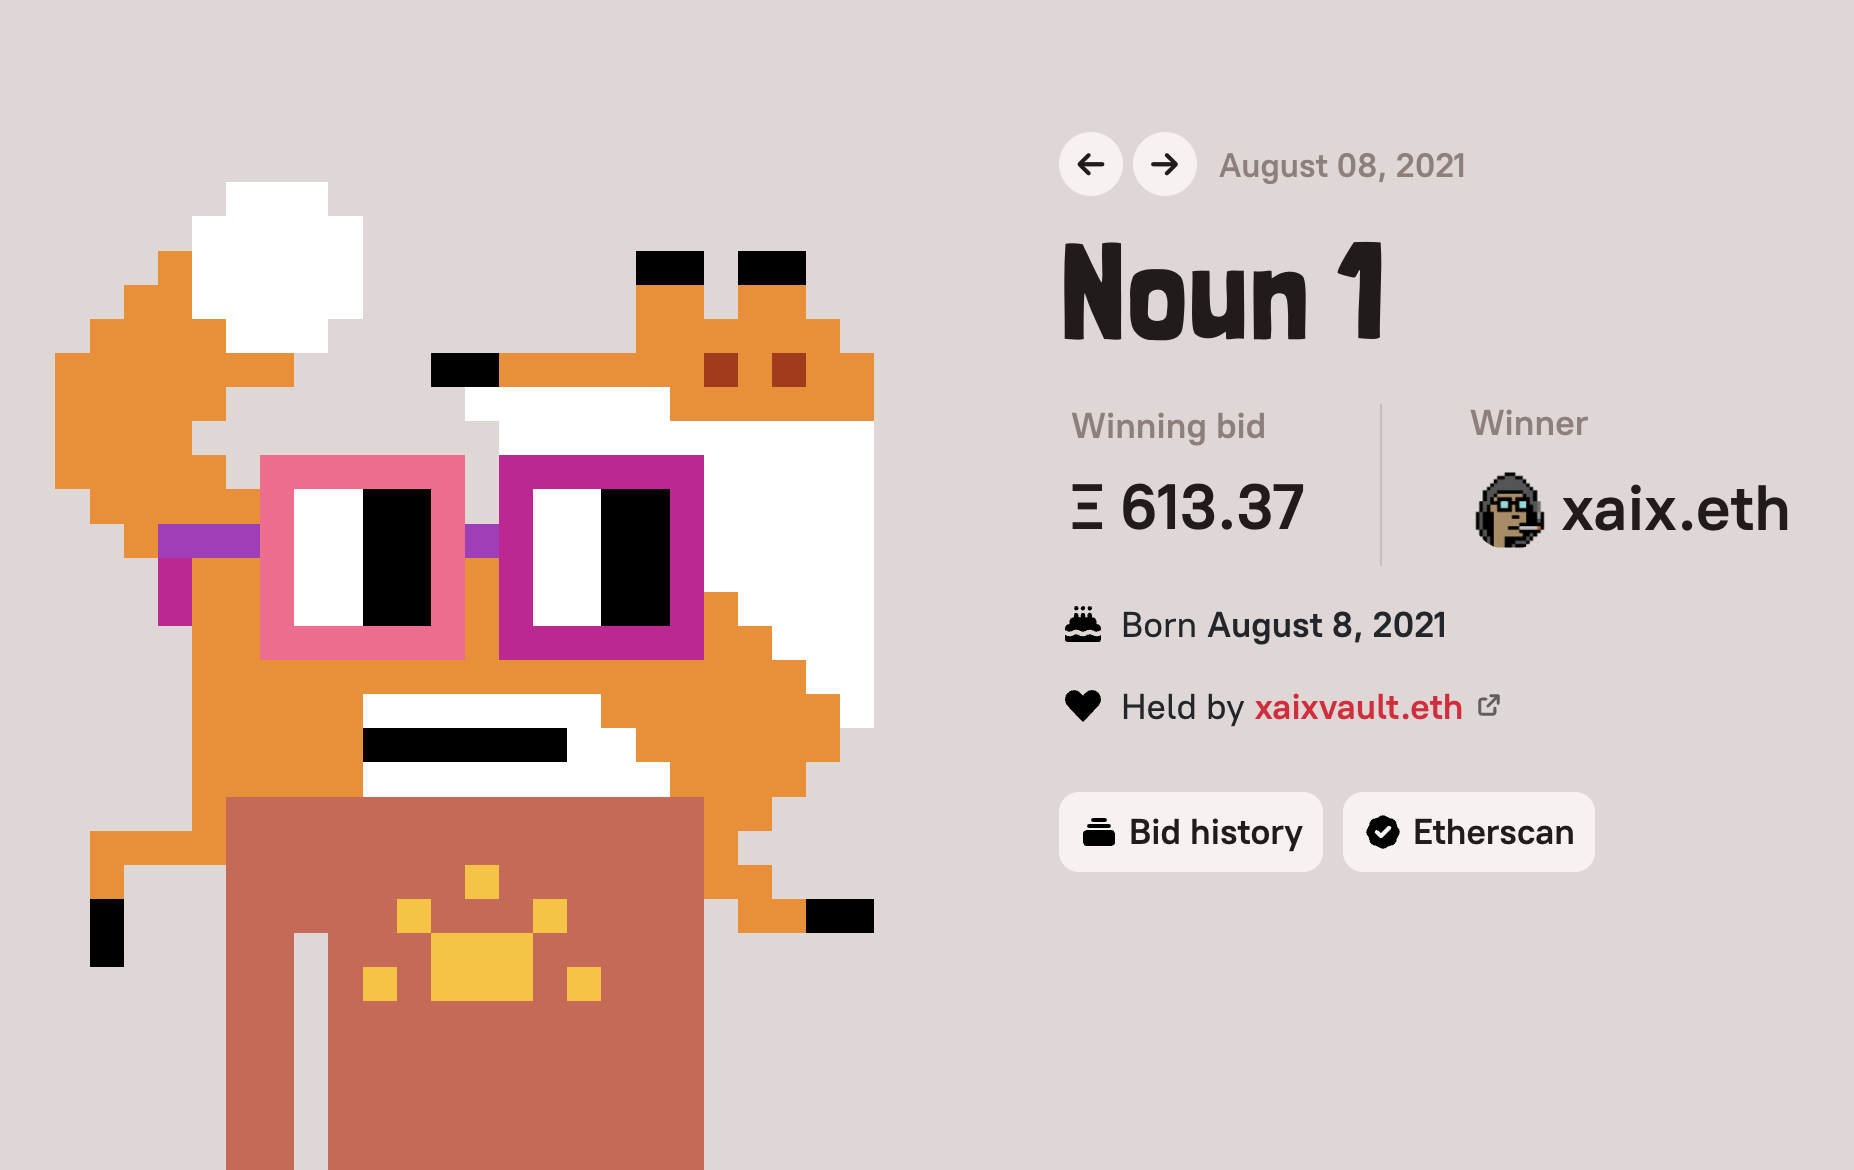 August 08, 2021
Noun 1
Winning bid
Winner
Ξ 613.37
xaix.eth
Born August 8, 2021
Held by xaixvault.eth
Bid history
Etherscan